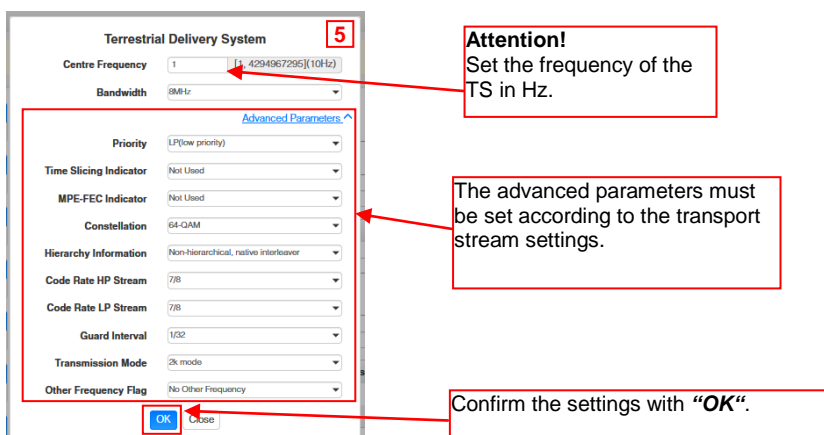 Terrestrial Delivery System
5
Centre Frequency 1 [1, 4294967295](10Hz)
Bandwidth 8MHz
Advanced Parameters
Priority LP(low priority)
Time Slicing Indicator Not Used
MPE-FEC Indicator Not Used
Constellation 64-QAM
Hierarchy Information Non-hierarchical, native interleaver
Code Rate HP Stream 7/8
Code Rate LP Stream 7/8
Guard Interval 1/32
Transmission Mode 2k mode
Other Frequency Flag No Other Frequency
OK Close
Attention!
Set the frequency of the
TS in Hz.
The advanced parameters must
be set according to the transport
stream settings.
Confirm the settings with “OK“.